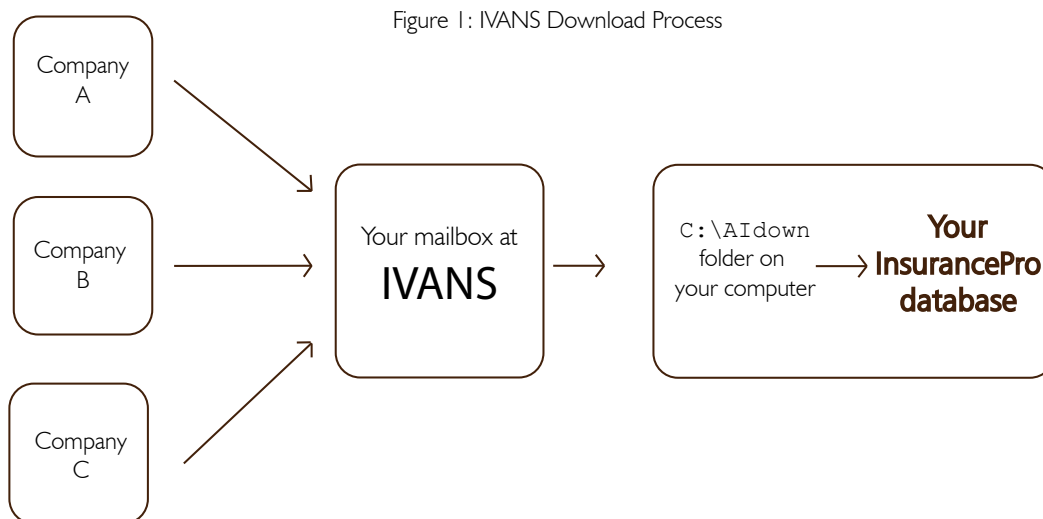 Figure 1: IVANS Download Process
Company
A
Company
B
Company
C
Your mailbox at
IVANS
C:\AIdown
folder on
your computer
Your
InsurancePro
database